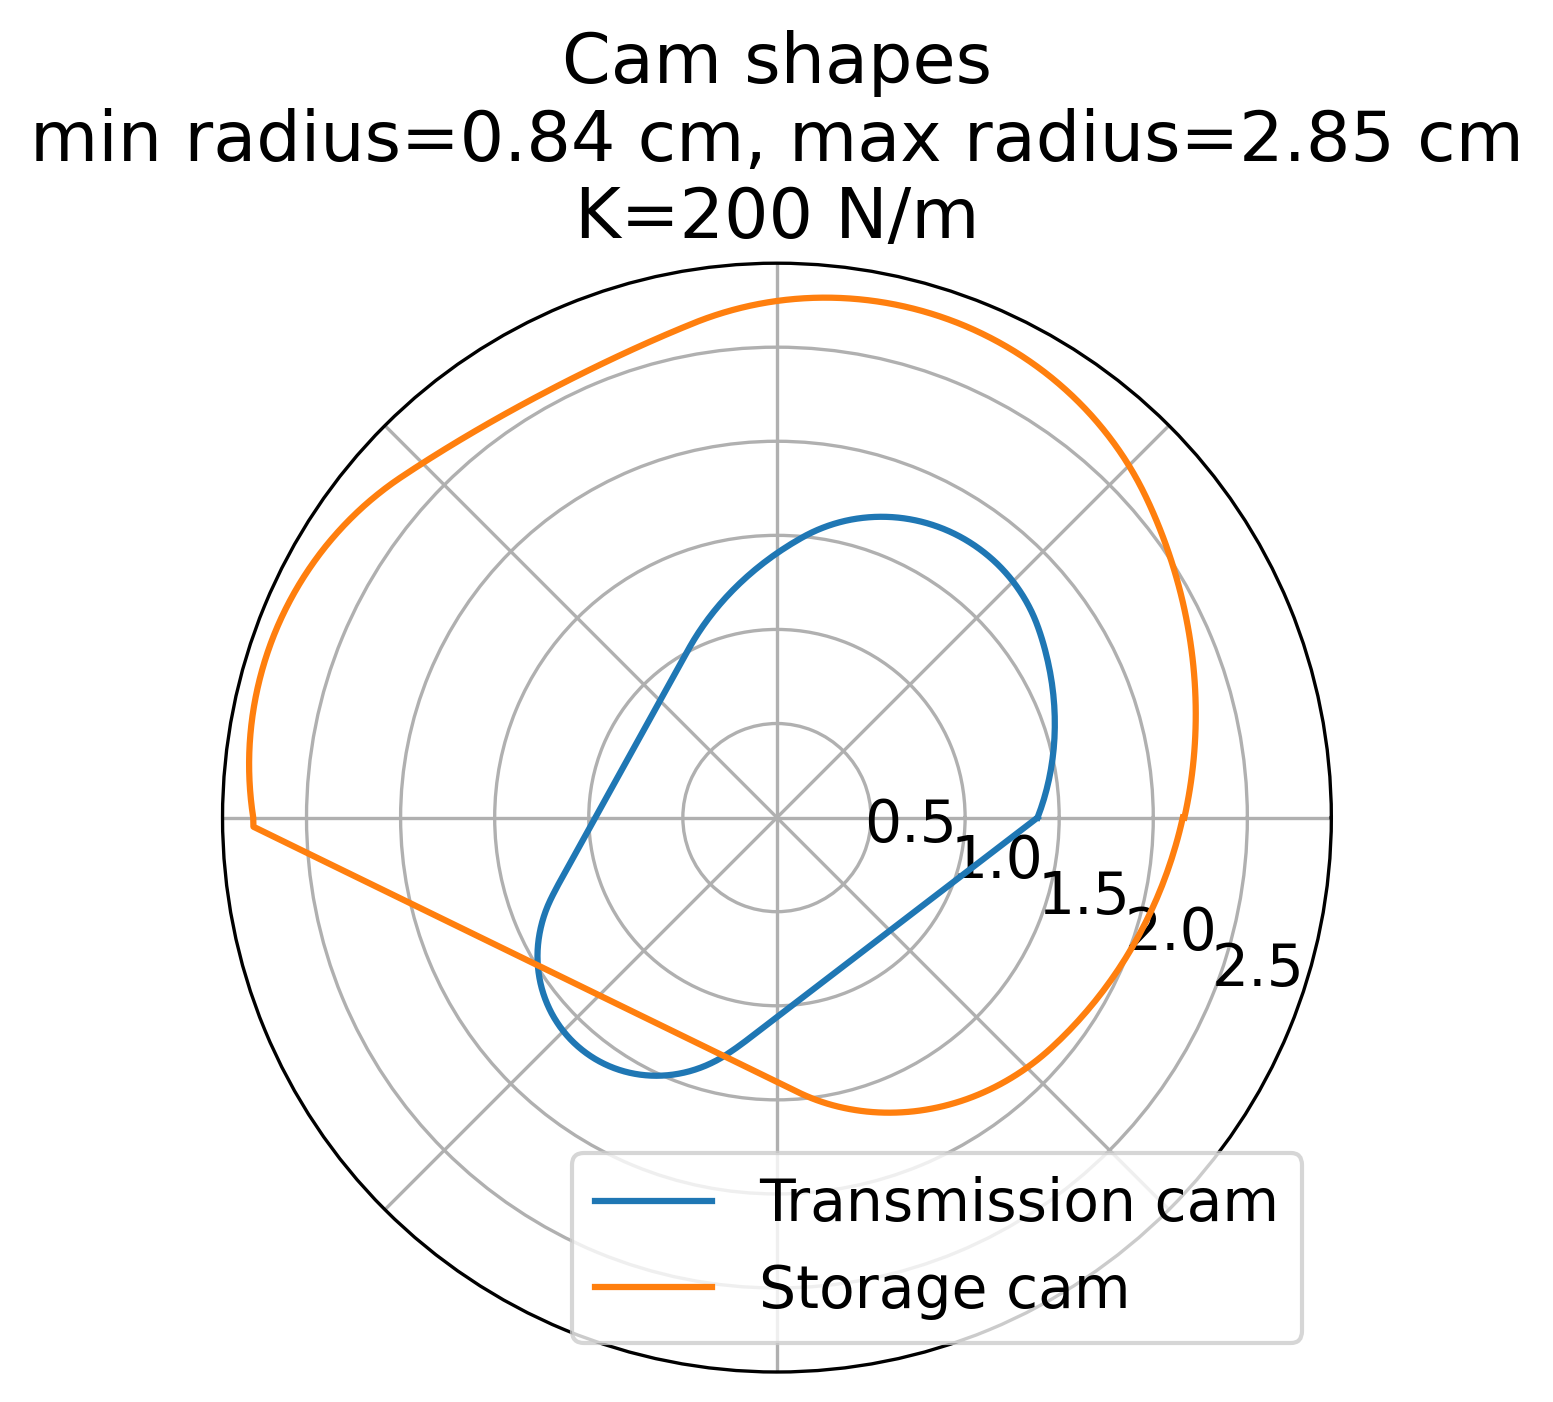 Cam shapes
min radius=0.84 cm, max radius=2.85 cm
K=200 N/m
0.5
1.0
1.5
2.0
2.5
Transmission cam
Storage cam